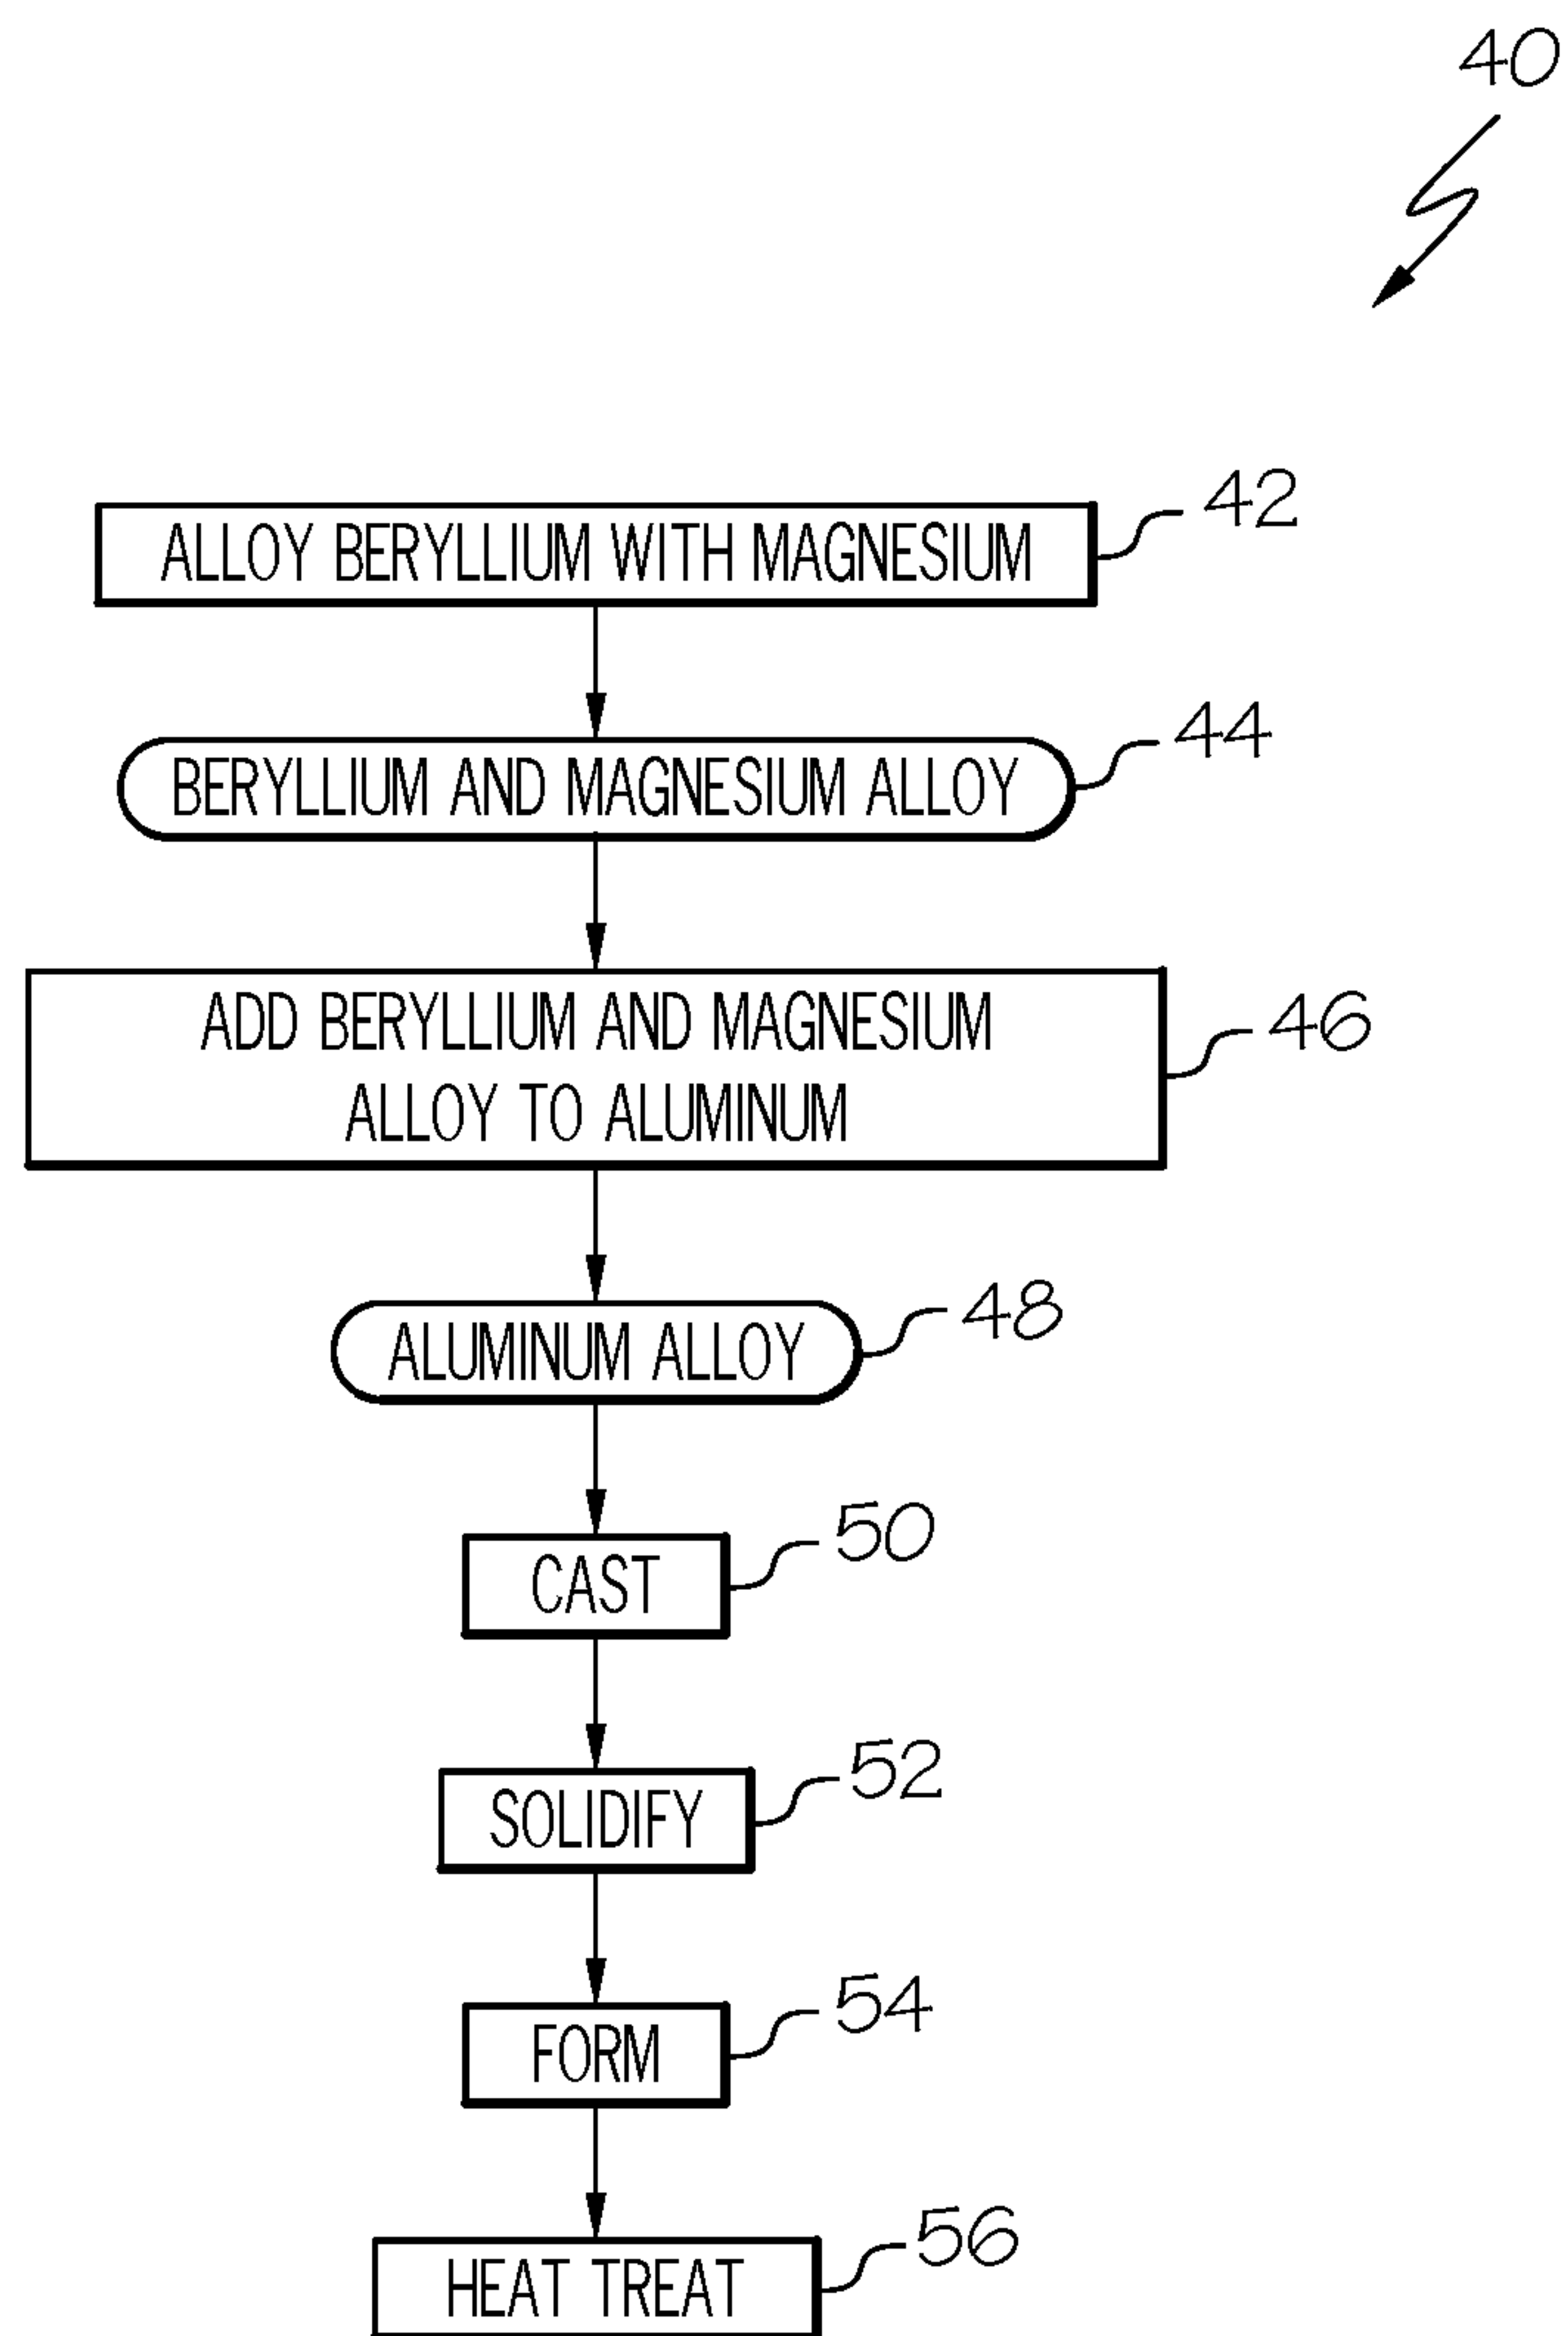 40
ALLOY BERYLLIUM WITH MAGNESIUM
42
BERYLLIUM AND MAGNESIUM ALLOY
44
ADD BERYLLIUM AND MAGNESIUM
ALLOY TO ALUMINUM
46
ALUMINUM ALLOY
48
CAST
50
SOLIDIFY
52
FORM
54
HEAT TREAT
56